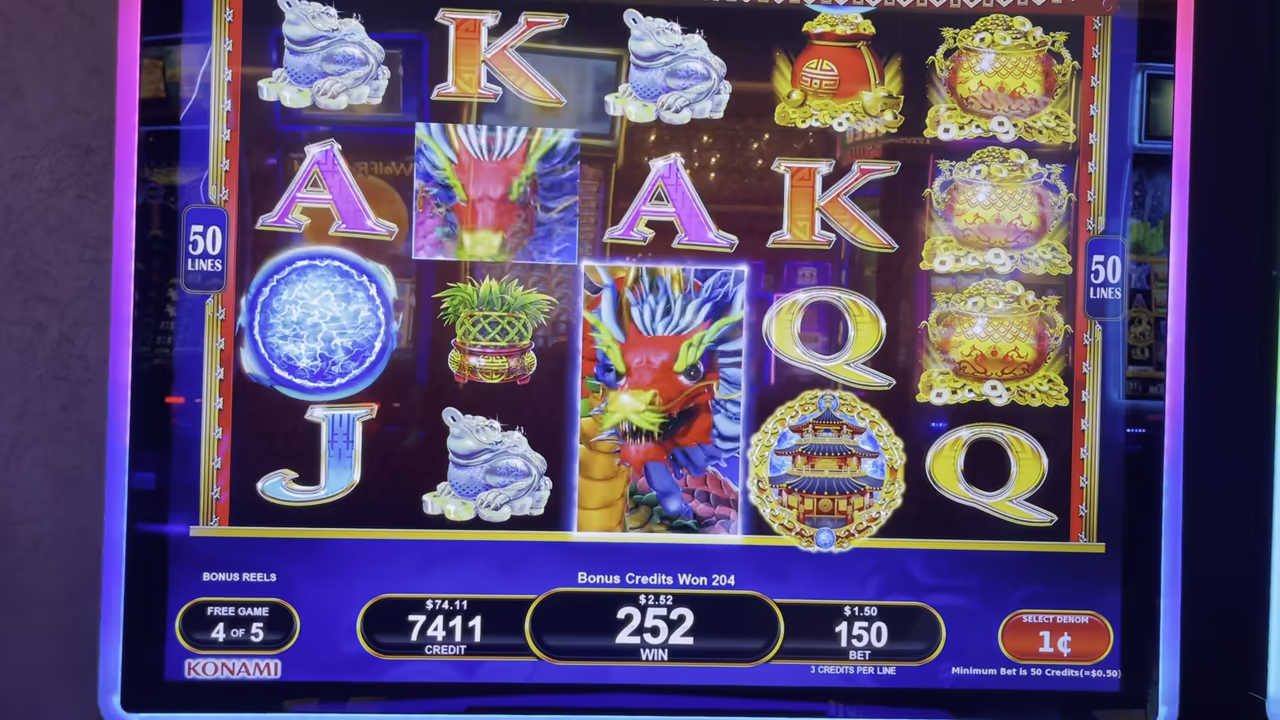 K
A
A
K
50
LINES
50
LINES
Q
J
Q
BONUS REELS
Bonus Credits Won 204
FREE GAME
4 OF 5
$74.11
7411
CREDIT
$2.52
252
WIN
$1.50
150
BET
3 CREDITS PER LINE
SELECT DENOM
1¢
Minimum Bet is 50 Credits(=$0.50)
KONAMI